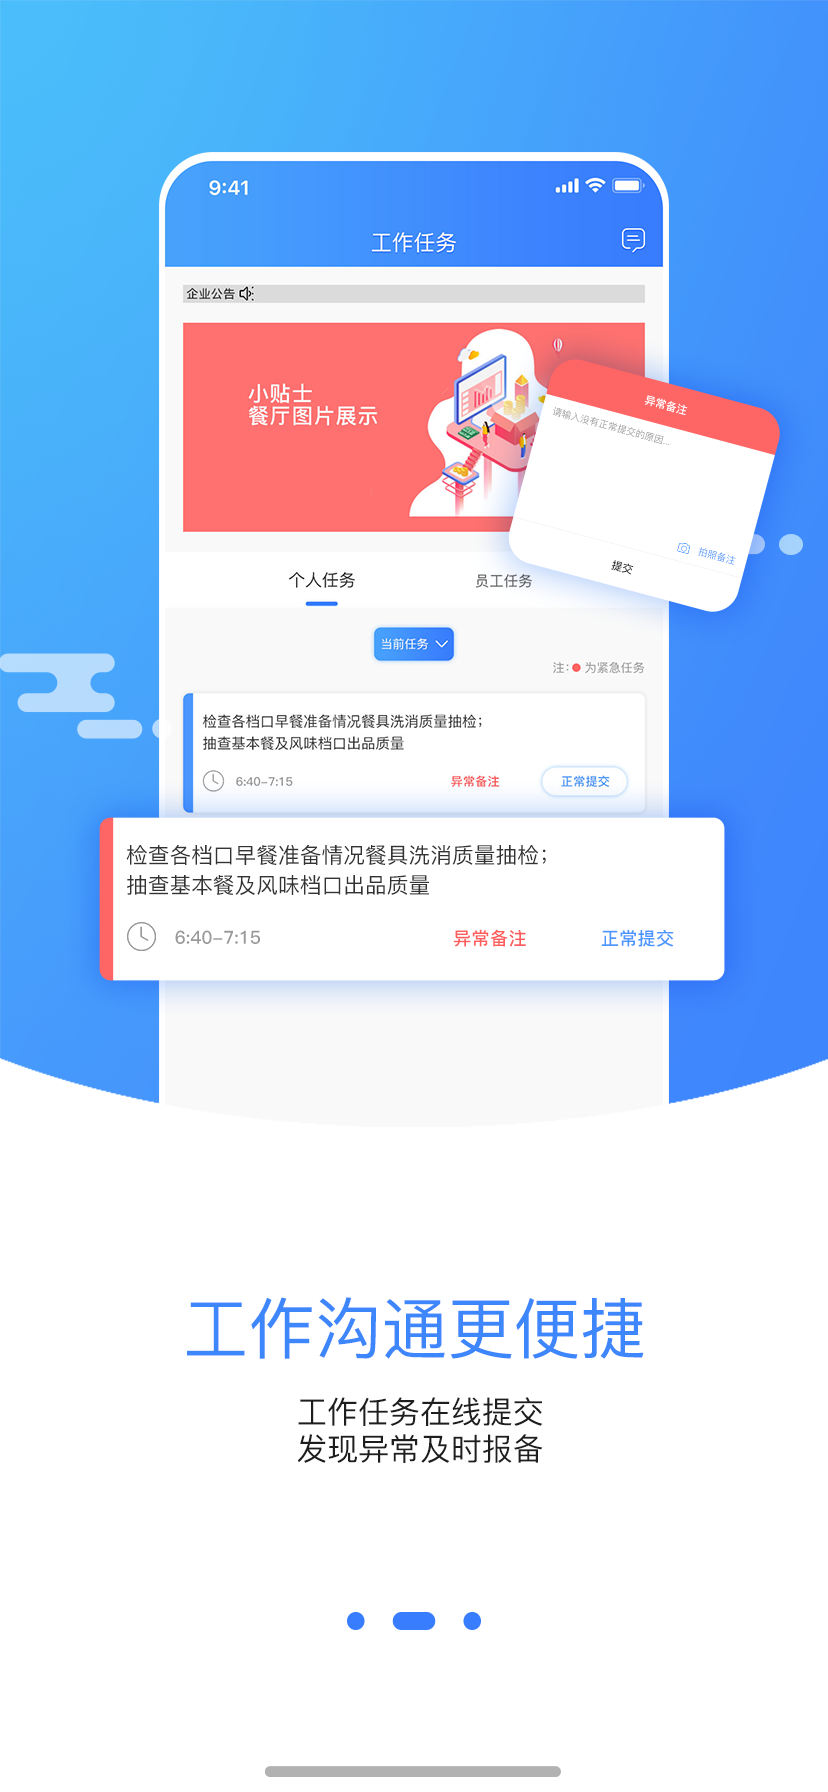 9:41
工作任务
企业公告
小贴士
餐厅图片展示
异常备注
请输入没有正常提交的原因...
拍照备注
提交
个人任务
员工任务
当前任务
注: 为紧急任务
检查各档口早餐准备情况餐具洗消质量抽检；
抽查基本餐及风味档口出品质量
6:40-7:15
异常备注
正常提交
检查各档口早餐准备情况餐具洗消质量抽检；
抽查基本餐及风味档口出品质量
6:40-7:15
异常备注
正常提交
工作沟通更便捷
工作任务在线提交
发现异常及时报备